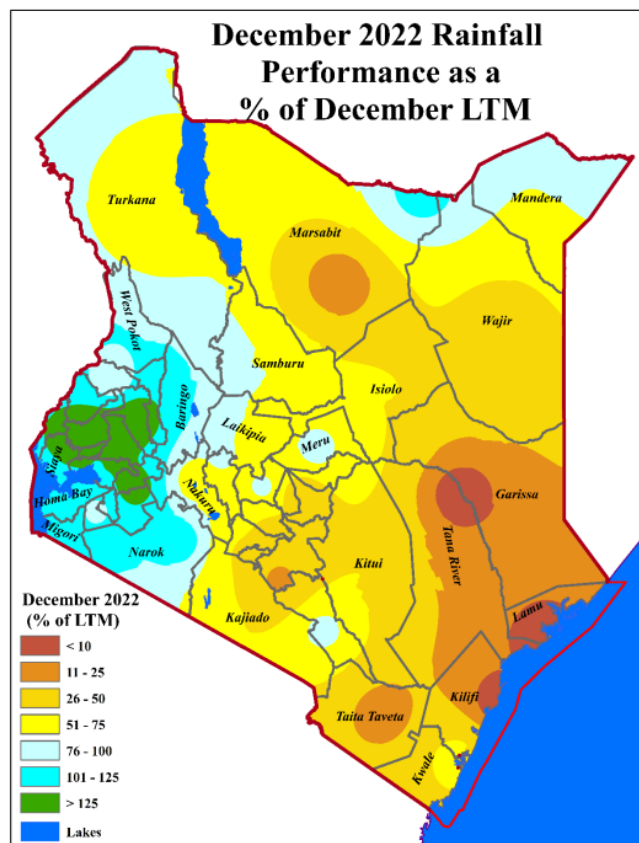 December 2022 Rainfall
Performance as a
% of December LTM
Turkana
Mandera
Marsabit
West Pokot
Wajir
Samburu
Isiolo
Baringo
Laikipia
Meru
Siaya
Nakuru
Garissa
Homa Bay
Migori
Narok
Kitui
Tana River
Lamu
Kajiado
Kilifi
Taita Taveta
Kwale
December 2022
(% of LTM)
< 10
11 - 25
26 - 50
51 - 75
76 - 100
101 - 125
> 125
Lakes